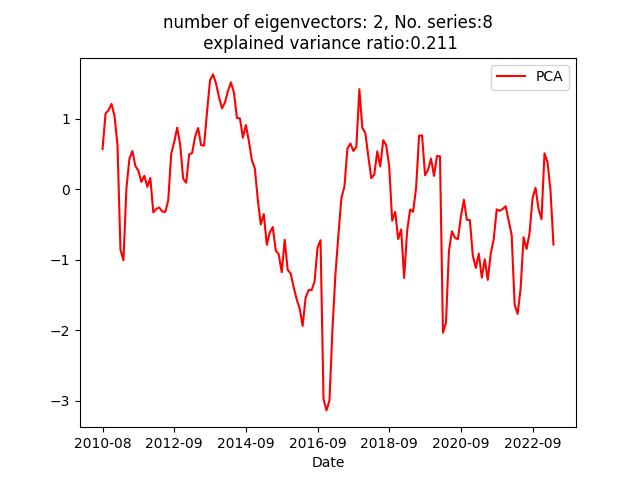 number of eigenvectors: 2, No. series:8
explained variance ratio:0.211
PCA
1
0
−1
−2
−3
2010-08 2012-09 2014-09 2016-09 2018-09 2020-09 2022-09
Date